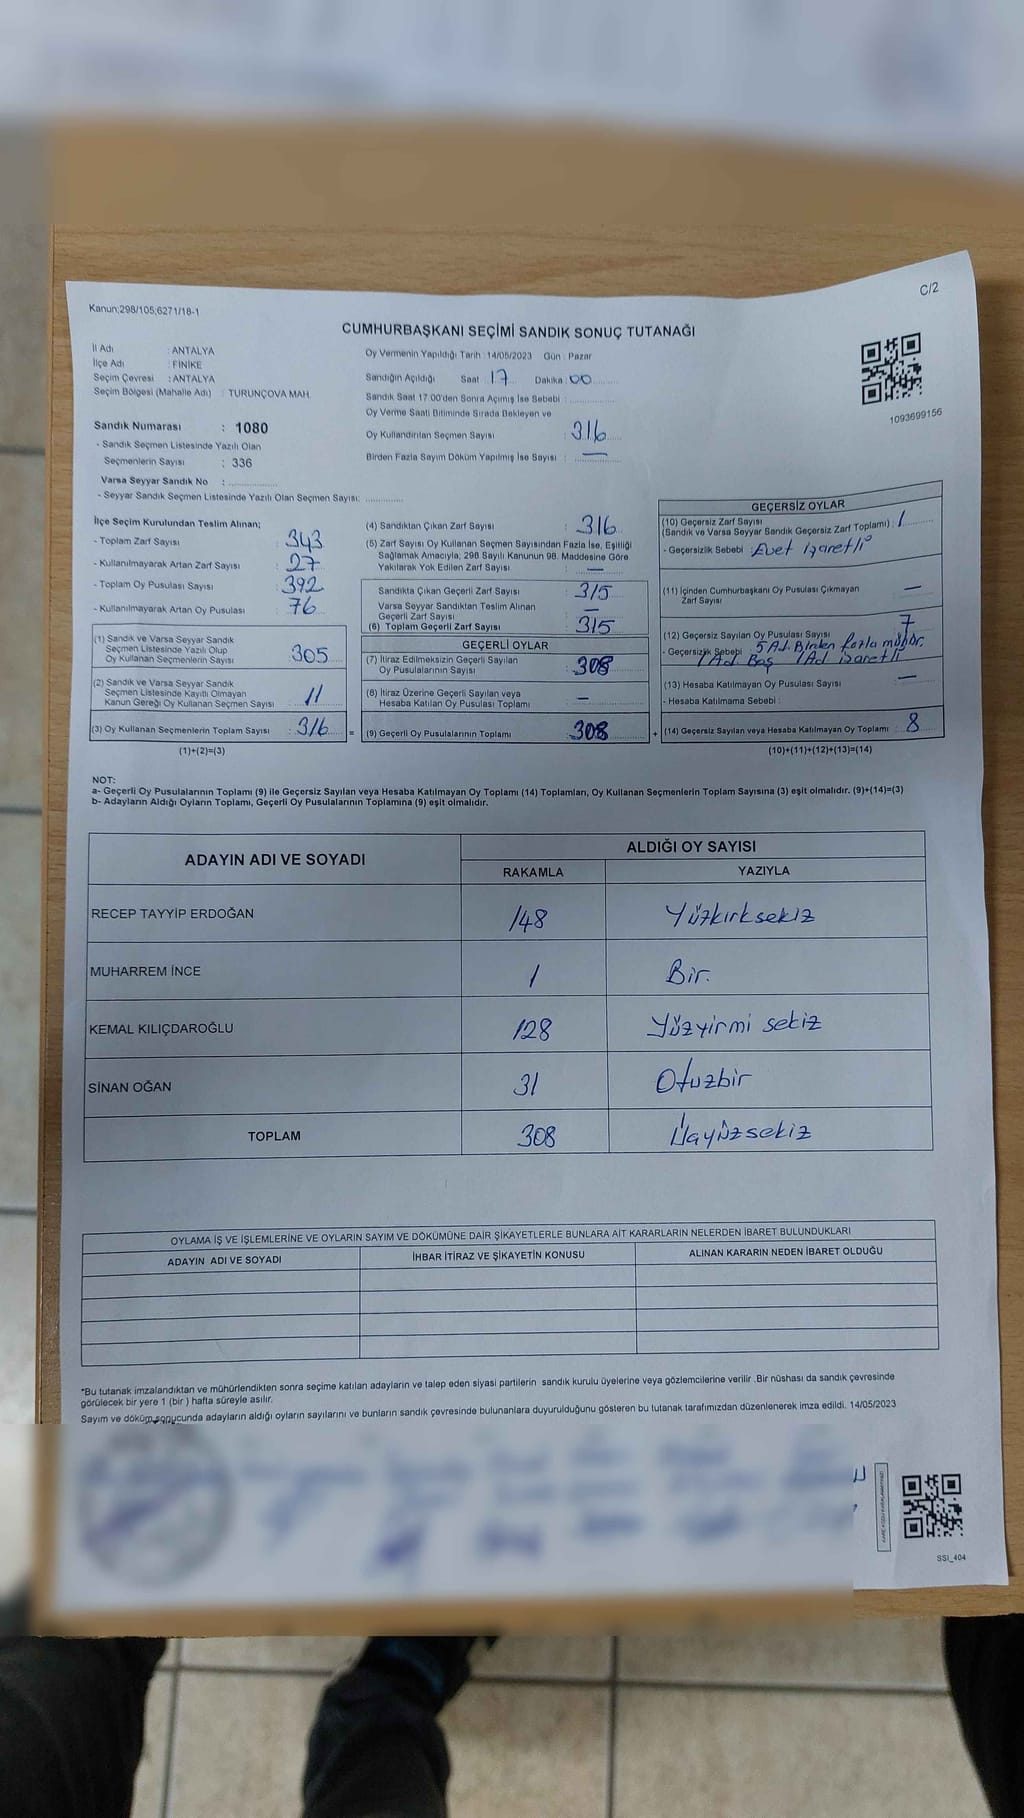 C/2
Kanun;298/105;6271/18-1
CUMHURBAŞKANI SEÇİMİ SANDIK SONUÇ TUTANAĞI
İl Adı : ANTALYA
İlçe Adı : FİNİKE
Seçim Çevresi : ANTALYA
Seçim Bölgesi (Mahalle Adı) : TURUNÇOVA MAH.
Sandık Numarası : 1080
- Sandık Seçmen Listesinde Yazılı Olan
Seçmenlerin Sayısı : 336
Varsa Seyyar Sandık No :
- Seyyar Sandık Seçmen Listesinde Yazılı Olan Seçmen Sayısı:
Oy Vermenin Yapıldığı Tarih :14/05/2023 Gün : Pazar
Sandığın Açıldığı Saat : 17 Dakika : 00
Sandık Saat 17.00'den Sonra Açımış İse Sebebi :
Oy Verme Saati Bitiminde Sırada Bekleyen ve
Oy Kullandırılan Seçmen Sayısı : 316
Birden Fazla Sayım Döküm Yapılmış İse Sayısı : —
1093699156
İlçe Seçim Kurulundan Teslim Alınan;
- Toplam Zarf Sayısı : 343
- Kullanılmayarak Artan Zarf Sayısı : 27
- Toplam Oy Pusulası Sayısı : 392
- Kullanılmayarak Artan Oy Pusulası : 76
(1) Sandık ve Varsa Seyyar Sandık
Seçmen Listesinde Yazılı Olup
Oy Kullanan Seçmenlerin Sayısı : 305
(2) Sandık ve Varsa Seyyar Sandık
Seçmen Listesinde Kayıtlı Olmayan
Kanun Gereği Oy Kullanan Seçmen Sayısı : 11
(3) Oy Kullanan Seçmenlerin Toplam Sayısı : 316 =
(1)+(2)=(3)
(4) Sandıktan Çıkan Zarf Sayısı : 316
(5) Zarf Sayısı Oy Kullanan Seçmen Sayısından Fazla İse, Eşitliği
Sağlamak Amacıyla; 298 Sayılı Kanunun 98. Maddesine Göre
Yakılarak Yok Edilen Zarf Sayısı : —
Sandıkta Çıkan Geçerli Zarf Sayısı : 315
Varsa Seyyar Sandıktan Teslim Alınan
Geçerli Zarf Sayısı : —
(6) Toplam Geçerli Zarf Sayısı : 315
GEÇERLİ OYLAR
(7) İtiraz Edilmeksizin Geçerli Sayılan
Oy Pusulalarının Sayısı : 308
(8) İtiraz Üzerine Geçerli Sayılan veya
Hesaba Katılan Oy Pusulası Toplamı : —
(9) Geçerli Oy Pusulalarının Toplamı : 308 +
GEÇERSİZ OYLAR
(10) Geçersiz Zarf Sayısı
(Sandık ve Varsa Seyyar Sandık Geçersiz Zarf Toplamı) : 1
- Geçersizlik Sebebi : Evet işaretli
(11) İçinden Cumhurbaşkanı Oy Pusulası Çıkmayan
Zarf Sayısı : —
(12) Geçersiz Sayılan Oy Pusulası Sayısı : 7
- Geçersizlik Sebebi : 5 Ad. Birden fazla mühür.
1 Ad Boş 1 Ad işaretli
(13) Hesaba Katılmayan Oy Pusulası Sayısı : —
- Hesaba Katılmama Sebebi :
(14) Geçersiz Sayılan veya Hesaba Katılmayan Oy Toplamı : 8
(10)+(11)+(12)+(13)=(14)
NOT:
a- Geçerli Oy Pusulalarının Toplamı (9) ile Geçersiz Sayılan veya Hesaba Katılmayan Oy Toplamı (14) Toplamları, Oy Kullanan Seçmenlerin Toplam Sayısına (3) eşit olmalıdır. (9)+(14)=(3)
b- Adayların Aldığı Oyların Toplamı, Geçerli Oy Pusulalarının Toplamına (9) eşit olmalıdır.
ADAYIN ADI VE SOYADI ALDIĞI OY SAYISI
RAKAMLA YAZIYLA
RECEP TAYYİP ERDOĞAN 148 Yüzkırksekiz
MUHARREM İNCE 1 Bir.
KEMAL KILIÇDAROĞLU 128 Yüzyirmi sekiz
SİNAN OĞAN 31 Otuzbir
TOPLAM 308 Üçyüzsekiz
OYLAMA İŞ VE İŞLEMLERİNE VE OYLARIN SAYIM VE DÖKÜMÜNE DAİR ŞİKAYETLERLE BUNLARA AİT KARARLARIN NELERDEN İBARET BULUNDUKLARI
ADAYIN ADI VE SOYADI İHBAR İTİRAZ VE ŞİKAYETİN KONUSU ALINAN KARARIN NEDEN İBARET OLDUĞU
*Bu tutanak imzalandıktan ve mühürlendikten sonra seçime katılan adayların ve talep eden siyasi partilerin sandık kurulu üyelerine veya gözlemcilerine verilir .Bir nüshası da sandık çevresinde
görülecek bir yere 1 (bir ) hafta süreyle asılır.
Sayım ve döküm sonucunda adayların aldığı oyların sayılarını ve bunların sandık çevresinde bulunanlara duyurulduğunu gösteren bu tutanak tarafımızdan düzenlenerek imza edildi. 14/05/2023
SSi_404